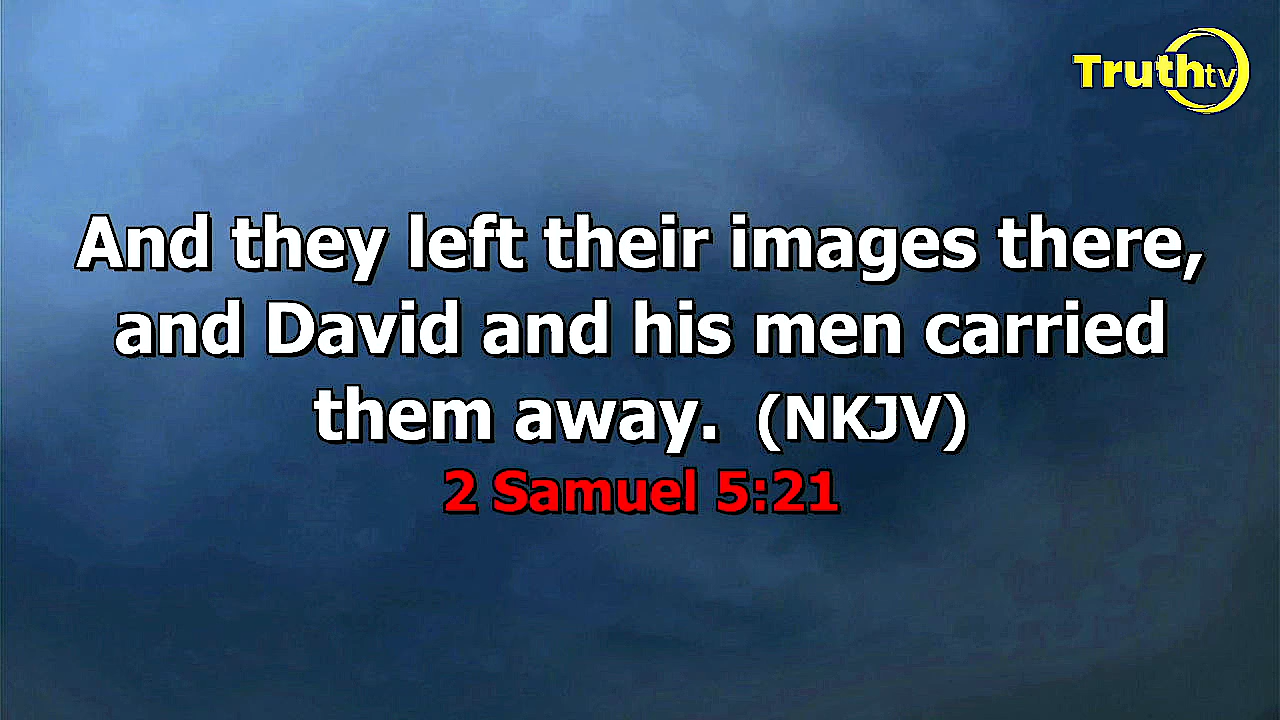 Truthtv
And they left their images there,
and David and his men carried
them away.  (NKJV)
2 Samuel 5:21